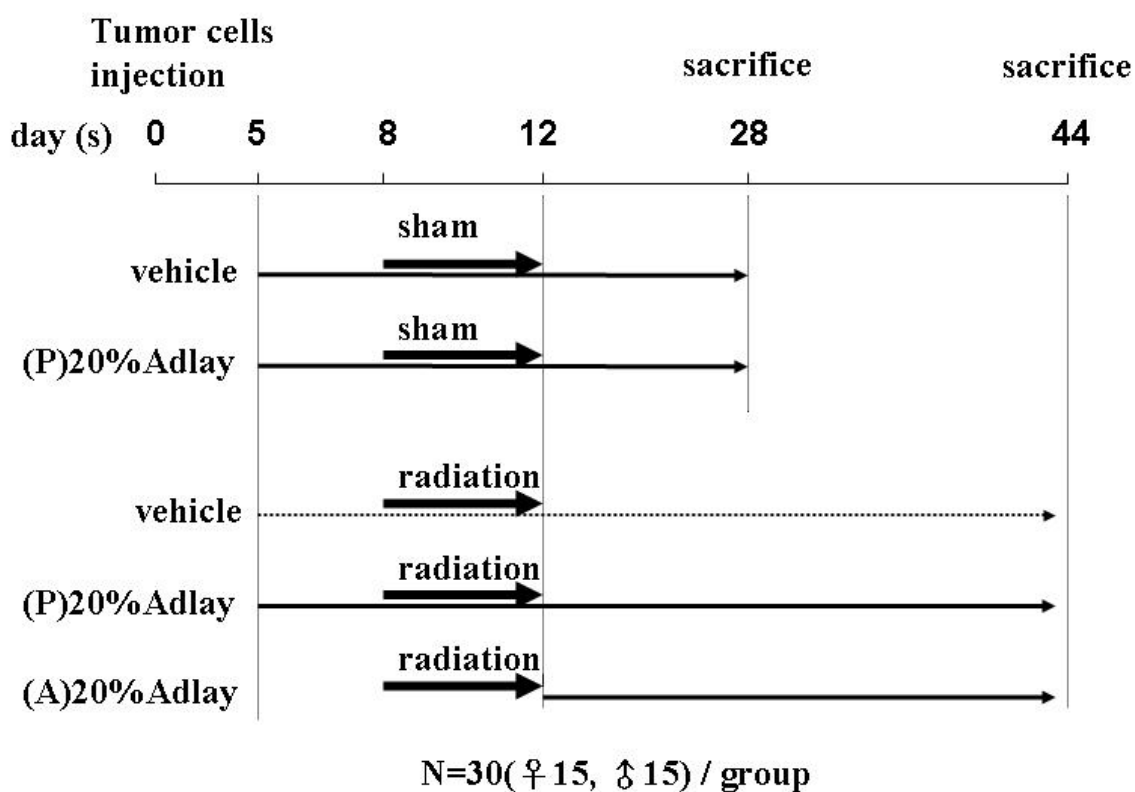 Tumor cells
injection
sacrifice
sacrifice
day (s) 0 5 8 12 28 44
sham
vehicle
sham
(P)20%Adlay
radiation
vehicle
radiation
(P)20%Adlay
radiation
(A)20%Adlay
N=30(♀15, ♂15) / group